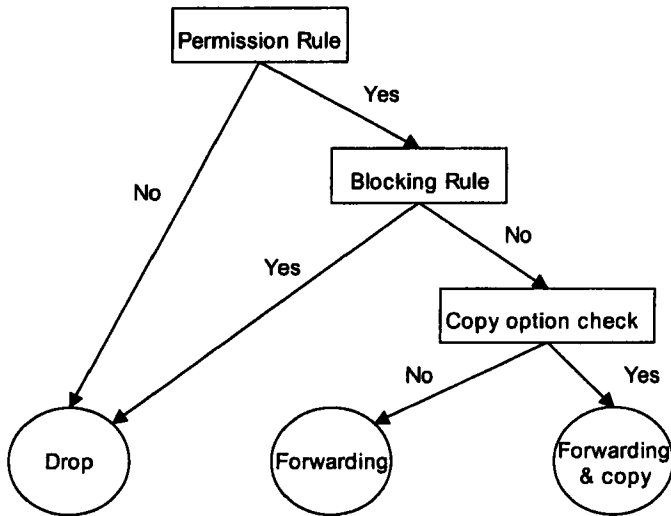 Permission Rule
Yes
No
Blocking Rule
Yes
No
Copy option check
No
Yes
Drop
Forwarding
Forwarding
& copy